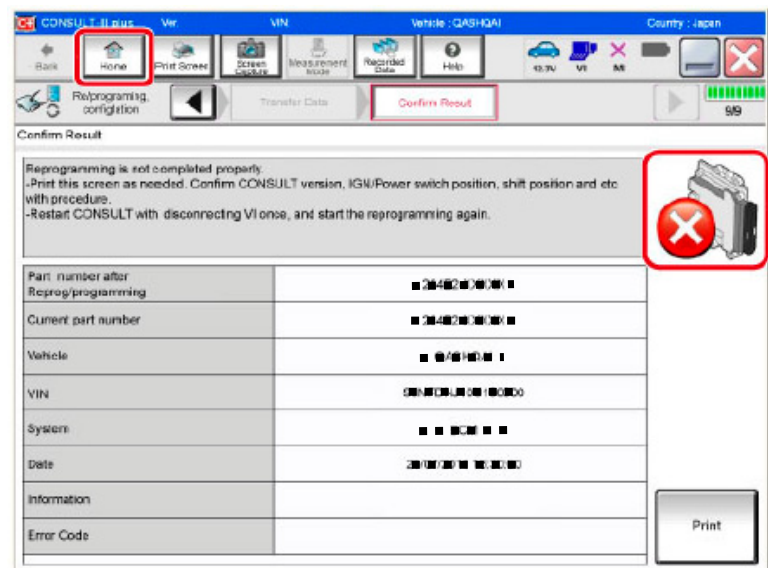 CONSULT-III plus Ver. VIN: Vehicle : QASHQAI Country : Japan
Back Home Print Screen Screen Capture Measurement Mode Recorded Data Help 12.3V VI MI
Re/programing, configlation Transfer Data Confirm Result 9/9
Confirm Result
Reprogramming is not completed properly.
-Print this screen as needed. Confirm CONSULT version, IGN/Power switch position, shift position and etc
with procedure.
-Restart CONSULT with disconnecting VI once, and start the reprogramming again.
Part number after
Reprog/programming
Current part number
Vehicle
VIN
System
Date
Information
Error Code
Print